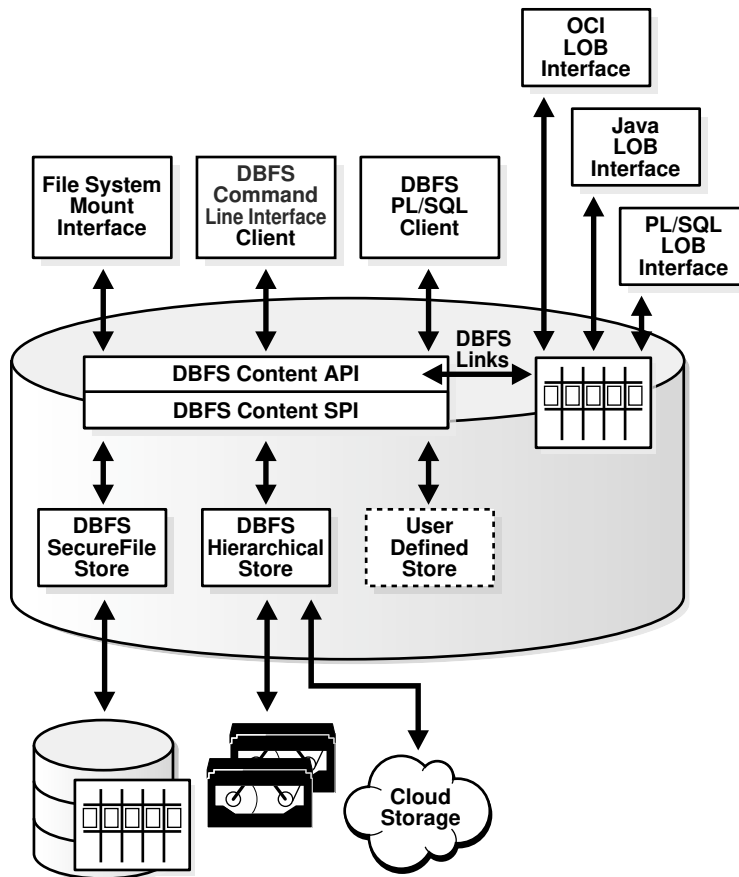 OCI
LOB
Interface
Java
LOB
Interface
PL/SQL
LOB
Interface
File System
Mount
Interface
DBFS
Command
Line Interface
Client
DBFS
PL/SQL
Client
DBFS
Links
DBFS Content API
DBFS Content SPI
DBFS
SecureFile
Store
DBFS
Hierarchical
Store
User
Defined
Store
Cloud
Storage